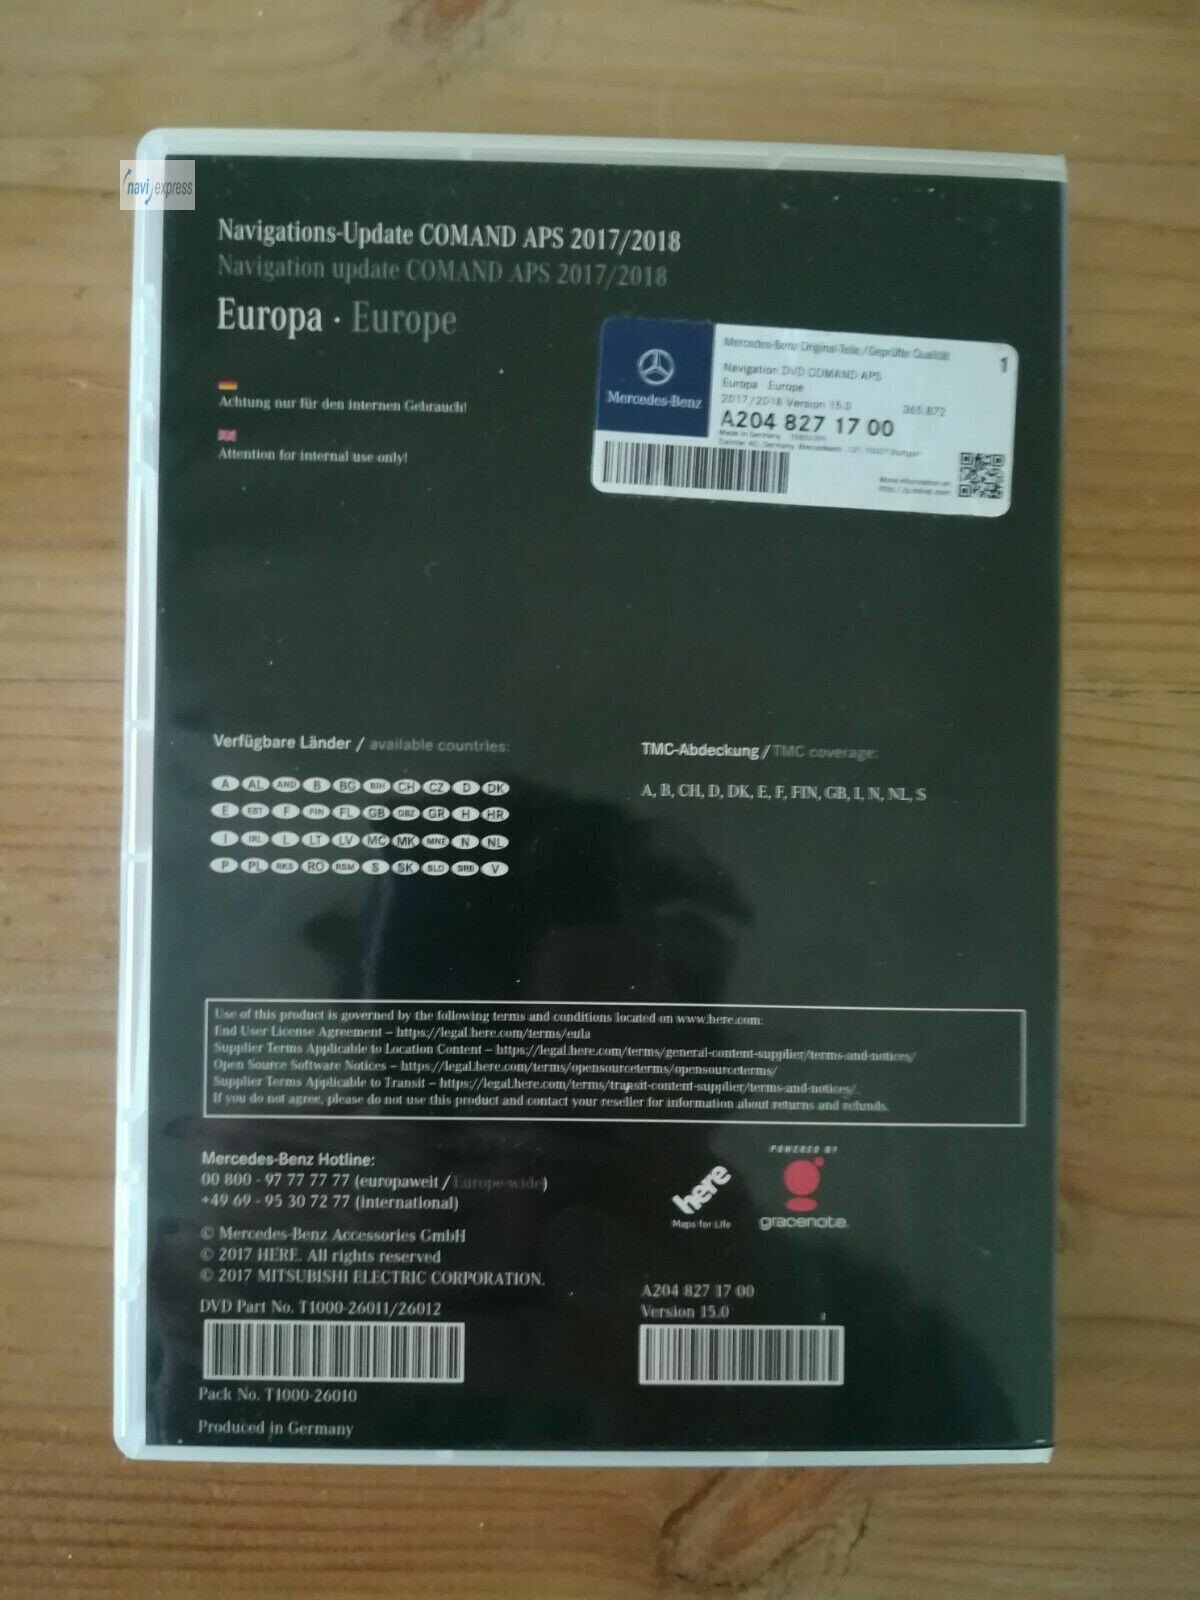 navi express
Navigations-Update COMAND APS 2017/2018
Navigation update COMAND APS 2017/2018
Europa · Europe
Achtung nur für den internen Gebrauch!
Attention for internal use only!
Mercedes-Benz
Mercedes-Benz Original-Teile/Geprüfte Qualität
1
Navigation DVD COMAND APS
Europa Europe
2017/2018 Version 15.0
365.872
A204 827 17 00
Made in Germany
Daimler AG, Germany, Mercedesstr. 137, 70327 Stuttgart
More information on
Verfügbare Länder / available countries:
A AL AND B BG BIH CH CZ D DK
E EST F FIN FL GB GBZ GR H HR
I IRL L LT LV MC MK MNE N NL
P PL RKS RO RSM S SK SLO SRB V
TMC-Abdeckung/TMC coverage:
A, B, CH, D, DK, E, F, FIN, GB, I, N, NL, S
Use of this product is governed by the following terms and conditions located on www.here.com:
End User License Agreement – https://legal.here.com/terms/eula
Supplier Terms Applicable to Location Content – https://legal.here.com/terms/general-content-supplier/terms-and-notices/
Open Source Software Notices – https://legal.here.com/terms/opensourceterms/opensourceterms/
Supplier Terms Applicable to Transit – https://legal.here.com/terms/transit-content-supplier/terms-and-notices/.
If you do not agree, please do not use this product and contact your reseller for information about returns and refunds.
Mercedes-Benz Hotline:
00 800 - 97 77 77 77 (europaweit / Europe-wide)
+49 69 - 95 30 72 77 (international)
© Mercedes-Benz Accessories GmbH
© 2017 HERE. All rights reserved
© 2017 MITSUBISHI ELECTRIC CORPORATION.
DVD Part No. T1000-26011/26012
Pack No. T1000-26010
Produced in Germany
here
Maps for Life
POWERED BY
gracenote.
A204 827 17 00
Version 15.0